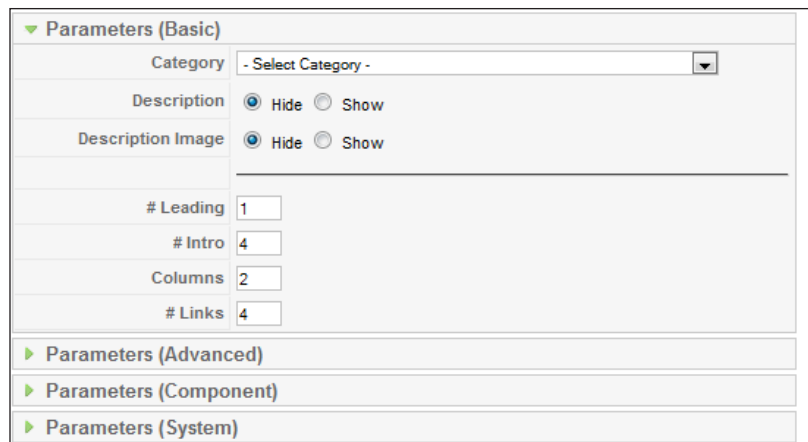 Parameters (Basic)
Category - Select Category -
Description Hide Show
Description Image Hide Show
# Leading 1
# Intro 4
Columns 2
# Links 4
Parameters (Advanced)
Parameters (Component)
Parameters (System)